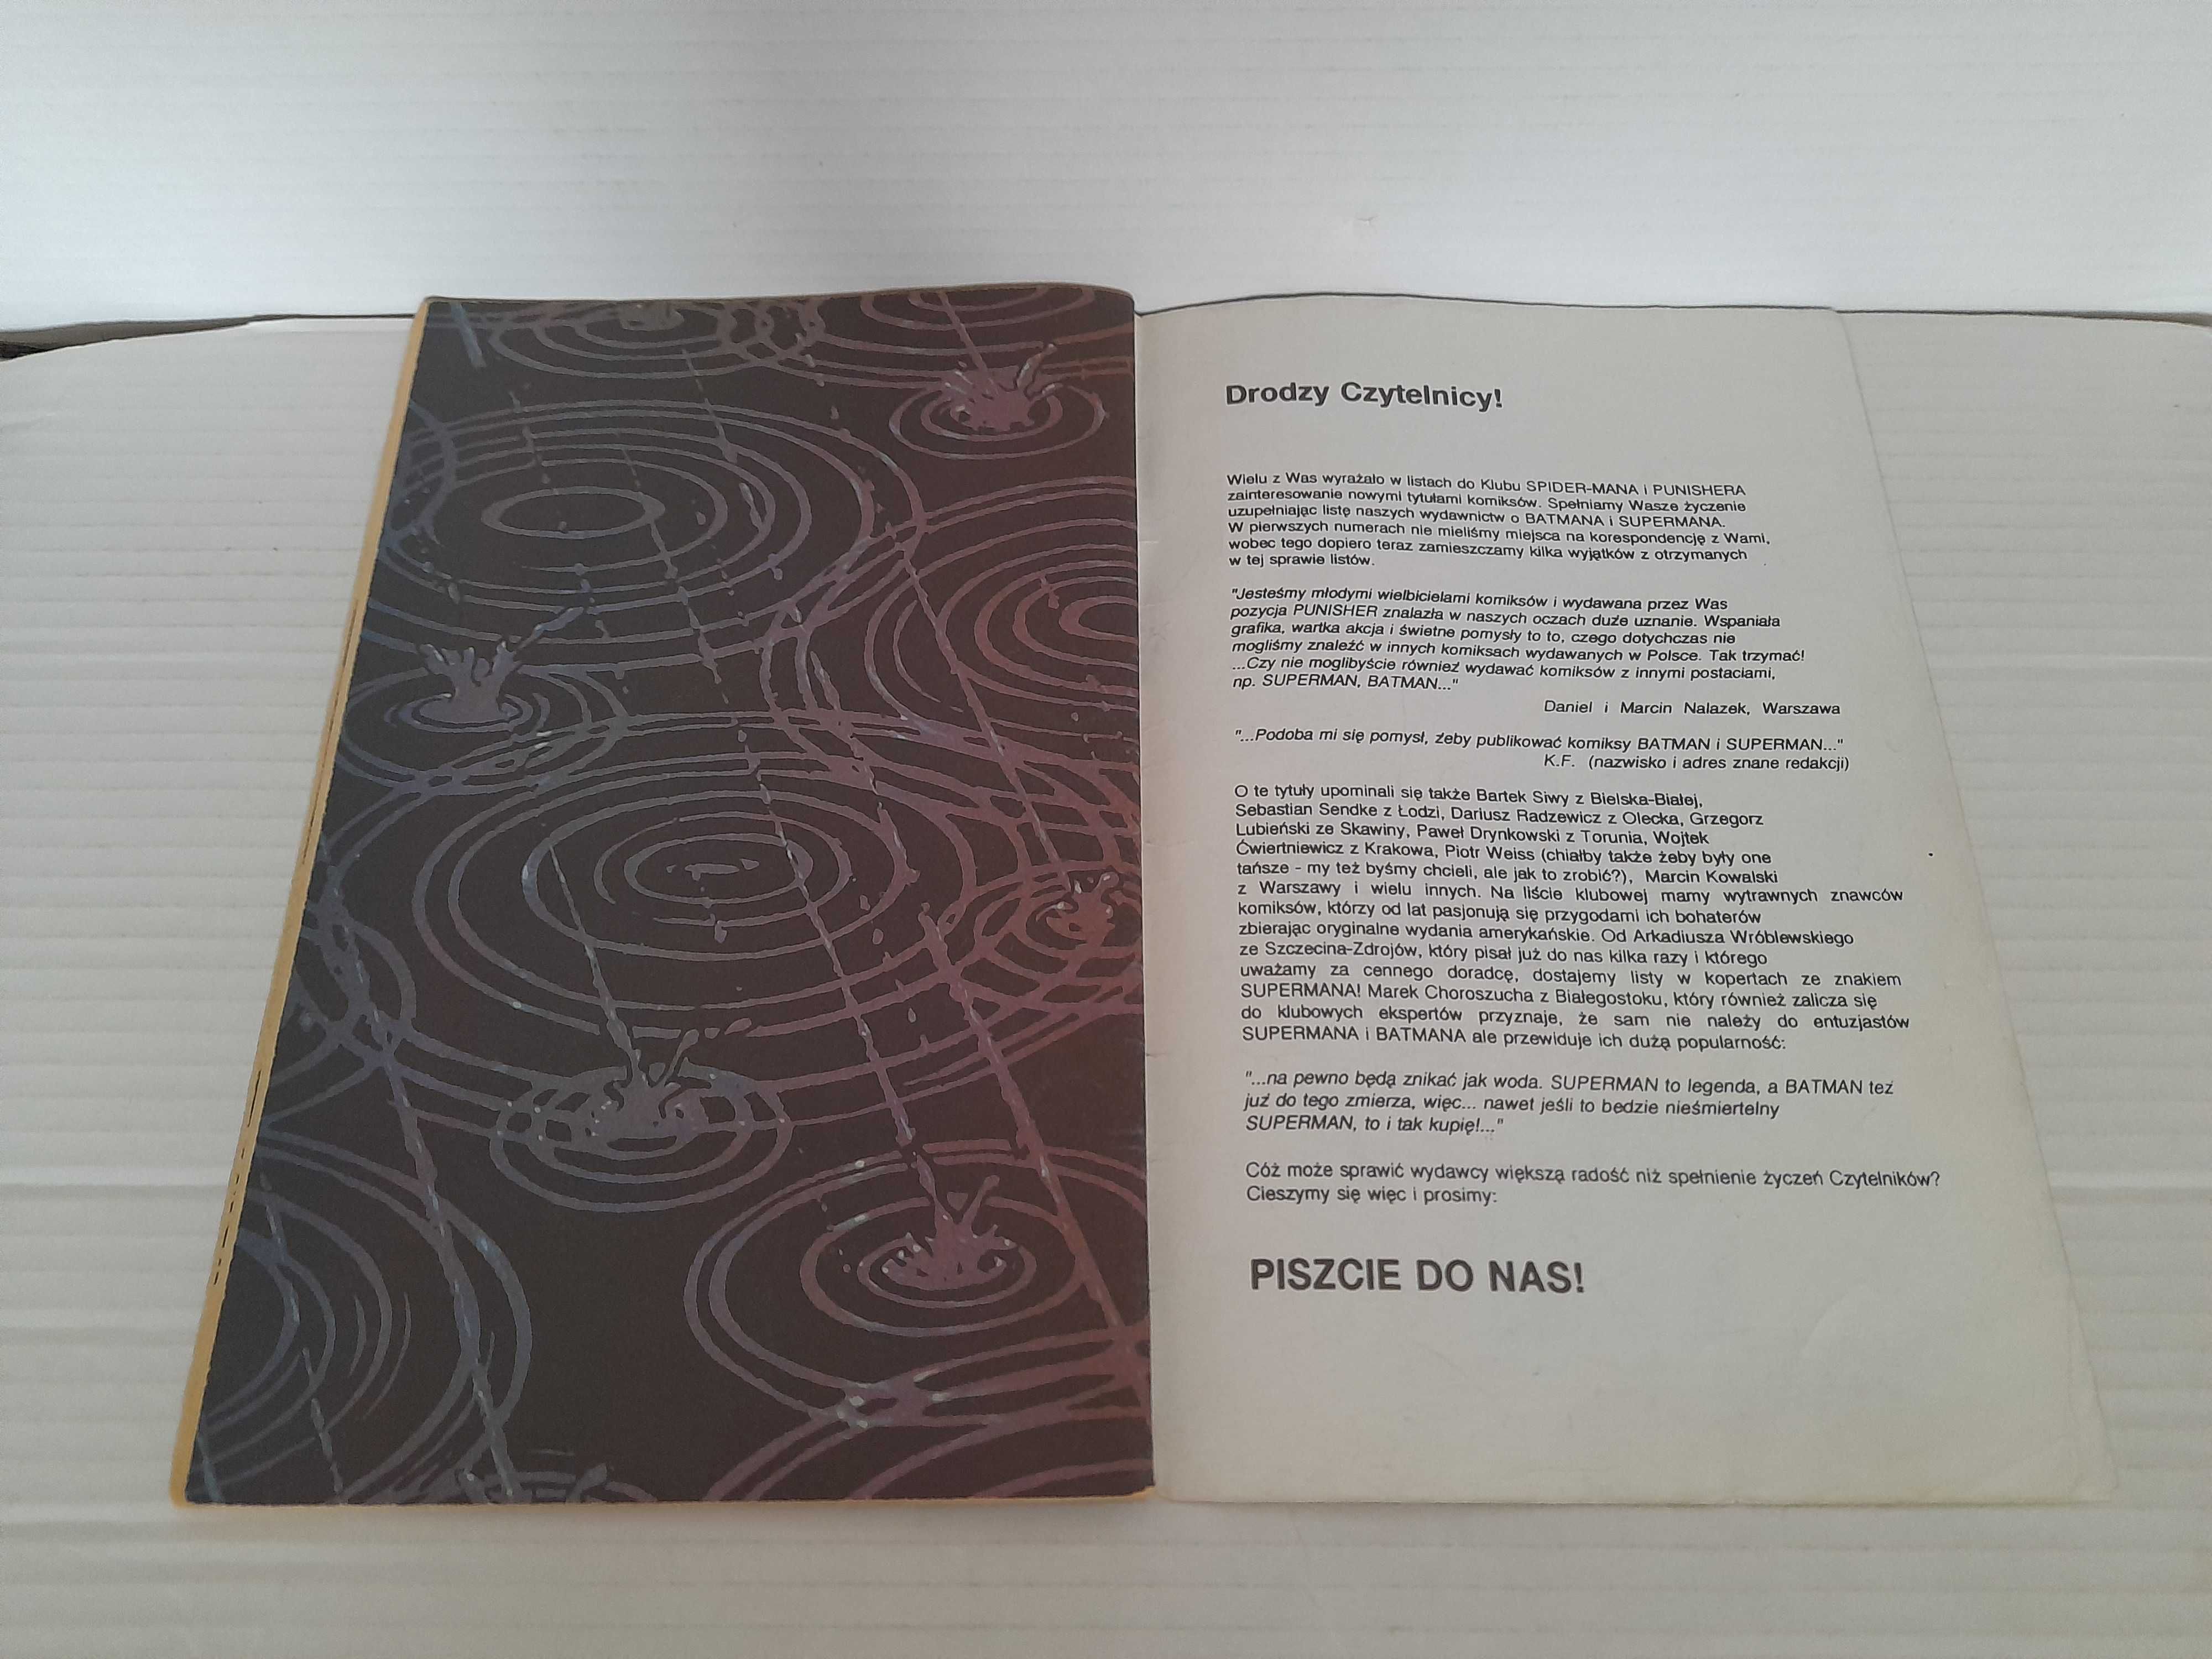 Drodzy Czytelnicy!
Wielu z Was wyrażało w listach do Klubu SPIDER-MANA i PUNISHERA
zainteresowanie nowymi tytułami komiksów. Spełniamy Wasze życzenie
uzupełniając listę naszych wydawnictw o BATMANA i SUPERMANA.
W pierwszych numerach nie mieliśmy miejsca na korespondencję z Wami,
wobec tego dopiero teraz zamieszczamy kilka wyjątków z otrzymanych
w tej sprawie listów.
"Jesteśmy młodymi wielbicielami komiksów i wydawana przez Was
pozycja PUNISHER znalazła w naszych oczach duże uznanie. Wspaniała
grafika, wartka akcja i świetne pomysły to to, czego dotychczas nie
mogliśmy znaleźć w innych komiksach wydawanych w Polsce. Tak trzymać!
...Czy nie moglibyście również wydawać komiksów z innymi postaciami,
np. SUPERMAN, BATMAN..."
Daniel i Marcin Nalazek, Warszawa
"...Podoba mi się pomysł, żeby publikować komiksy BATMAN i SUPERMAN..."
K.F. (nazwisko i adres znane redakcji)
O te tytuły upominali się także Bartek Siwy z Bielska-Białej,
Sebastian Sendke z Łodzi, Dariusz Radzewicz z Olecka, Grzegorz
Lubieński ze Skawiny, Paweł Drynkowski z Torunia, Wojtek
Ćwiertniewicz z Krakowa, Piotr Weiss (chiałby także żeby były one
tańsze - my też byśmy chcieli, ale jak to zrobić?), Marcin Kowalski
z Warszawy i wielu innych. Na liście klubowej mamy wytrawnych znawców
komiksów, którzy od lat pasjonują się przygodami ich bohaterów
zbierając oryginalne wydania amerykańskie. Od Arkadiusza Wróblewskiego
ze Szczecina-Zdrojów, który pisał już do nas kilka razy i którego
uważamy za cennego doradcę, dostajemy listy w kopertach ze znakiem
SUPERMANA! Marek Choroszucha z Białegostoku, który również zalicza się
do klubowych ekspertów przyznaje, że sam nie należy do entuzjastów
SUPERMANA i BATMANA ale przewiduje ich dużą popularność:
"...na pewno będą znikać jak woda. SUPERMAN to legenda, a BATMAN też
już do tego zmierza, więc... nawet jeśli to bedzie nieśmiertelny
SUPERMAN, to i tak kupię!..."
Cóż może sprawić wydawcy większą radość niż spełnienie życzeń Czytelników?
Cieszymy się więc i prosimy:
PISZCIE DO NAS!